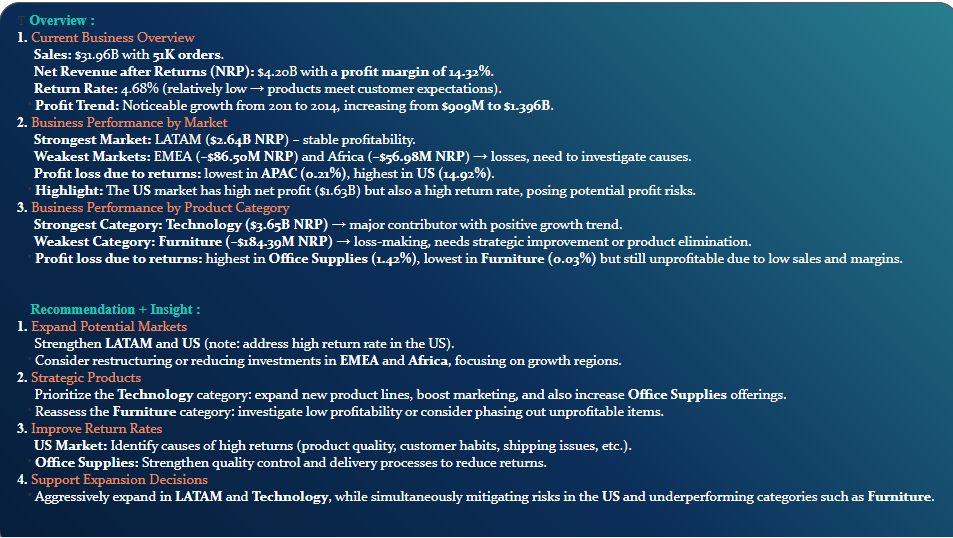 Overview :
1. Current Business Overview
Sales: $31.96B with 51K orders.
Net Revenue after Returns (NRP): $4.20B with a profit margin of 14.32%.
Return Rate: 4.68% (relatively low → products meet customer expectations).
Profit Trend: Noticeable growth from 2011 to 2014, increasing from $909M to $1.396B.
2. Business Performance by Market
Strongest Market: LATAM ($2.64B NRP) – stable profitability.
Weakest Markets: EMEA (–$86.50M NRP) and Africa (–$56.98M NRP) → losses, need to investigate causes.
Profit loss due to returns: lowest in APAC (0.21%), highest in US (14.92%).
Highlight: The US market has high net profit ($1.63B) but also a high return rate, posing potential profit risks.
3. Business Performance by Product Category
Strongest Category: Technology ($3.65B NRP) → major contributor with positive growth trend.
Weakest Category: Furniture (–$184.39M NRP) → loss-making, needs strategic improvement or product elimination.
Profit loss due to returns: highest in Office Supplies (1.42%), lowest in Furniture (0.03%) but still unprofitable due to low sales and margins.
Recommendation + Insight :
1. Expand Potential Markets
Strengthen LATAM and US (note: address high return rate in the US).
Consider restructuring or reducing investments in EMEA and Africa, focusing on growth regions.
2. Strategic Products
Prioritize the Technology category: expand new product lines, boost marketing, and also increase Office Supplies offerings.
Reassess the Furniture category: investigate low profitability or consider phasing out unprofitable items.
3. Improve Return Rates
US Market: Identify causes of high returns (product quality, customer habits, shipping issues, etc.).
Office Supplies: Strengthen quality control and delivery processes to reduce returns.
4. Support Expansion Decisions
Aggressively expand in LATAM and Technology, while simultaneously mitigating risks in the US and underperforming categories such as Furniture.